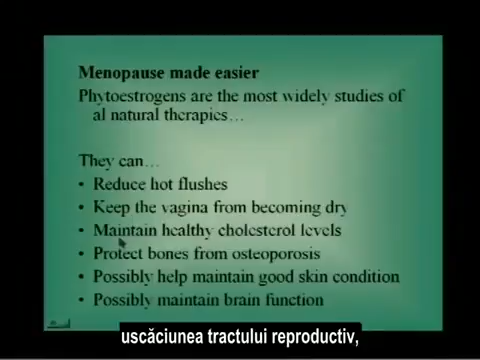 Menopause made easier
Phytoestrogens are the most widely studies of
al natural therapies…
They can…
• Reduce hot flushes
• Keep the vagina from becoming dry
• Maintain healthy cholesterol levels
• Protect bones from osteoporosis
• Possibly help maintain good skin condition
• Possibly maintain brain function
uscăciunea tractului reproductiv,